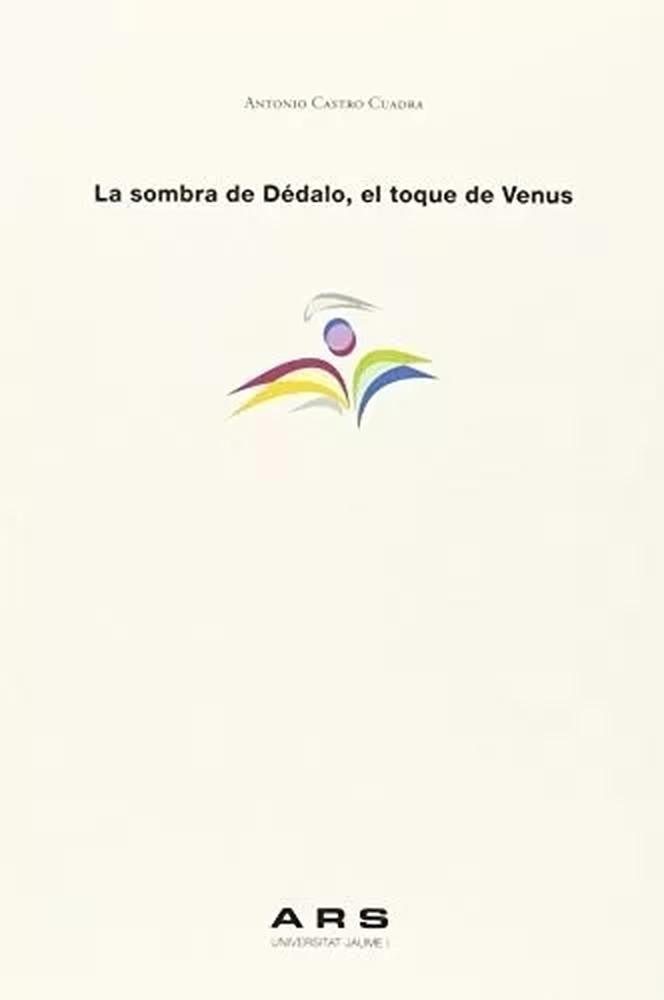 Antonio Castro Cuadra
La sombra de Dédalo, el toque de Venus
ARS
UNIVERSITAT JAUME I